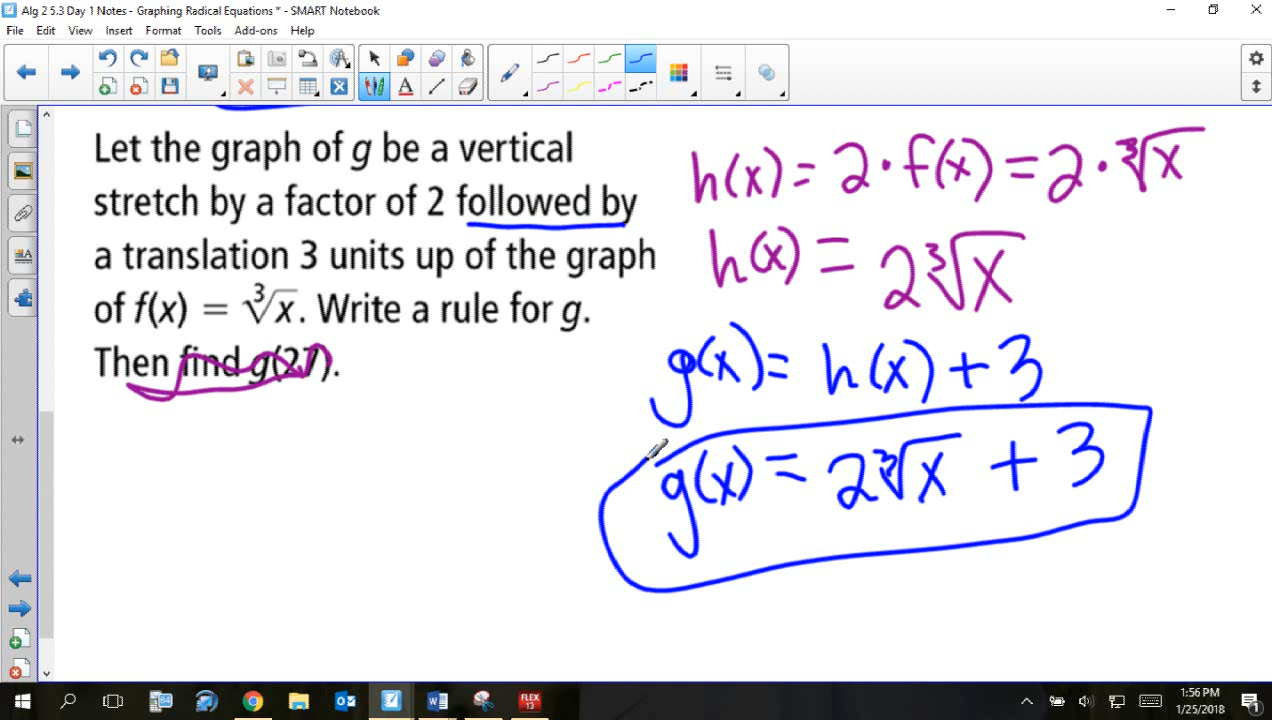 Alg 2 5.3 Day 1 Notes - Graphing Radical Equations * - SMART Notebook
File Edit View Insert Format Tools Add-ons Help
Let the graph of g be a vertical
stretch by a factor of 2 followed by
a translation 3 units up of the graph
of f(x) = ∛x. Write a rule for g.
Then find g(27).
h(x) = 2 · f(x) = 2 · ∛x
h(x) = 2∛x
g(x) = h(x) + 3
g(x) = 2∛x + 3
FLEX
13
1:56 PM
1/25/2018
1